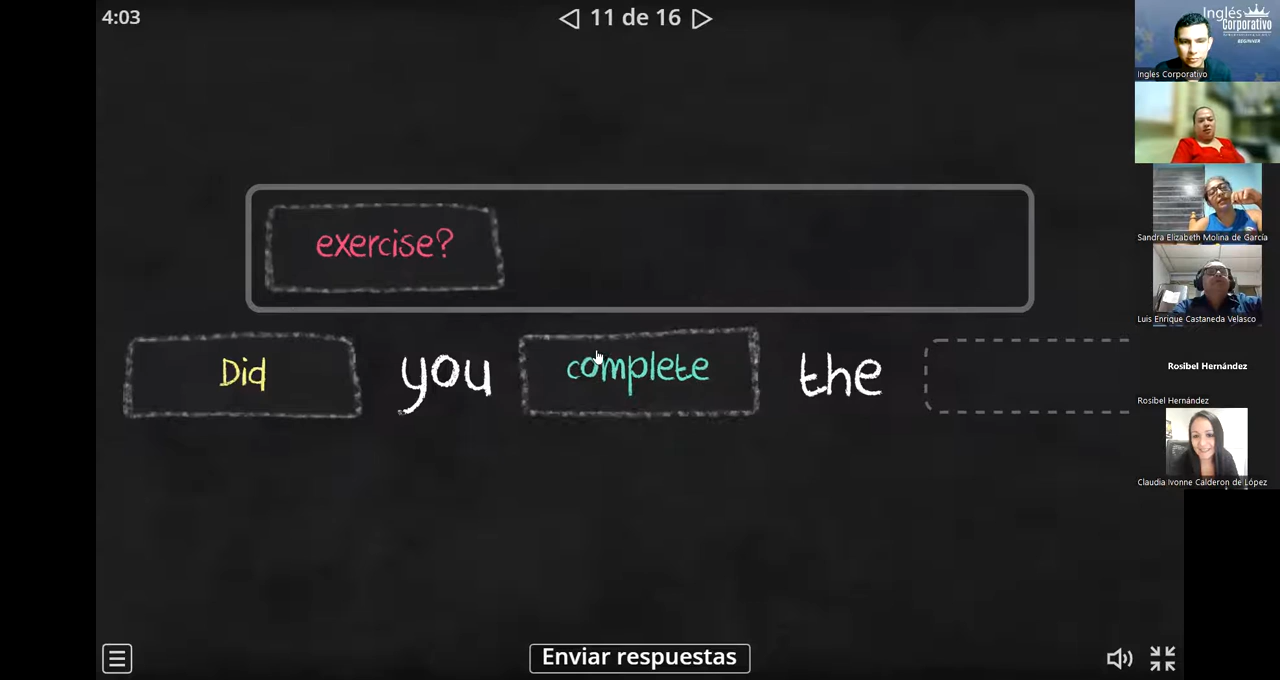 4:03
11 de 16
Inglés
Corporativo
BEGINNER
Ingles Corporativo
exercise?
Sandra Elizabeth Molina de García
Luis Enrique Castaneda Velasco
Did you complete the
Rosibel Hernández
Rosibel Hernández
Claudia Ivonne Calderon de López
Enviar respuestas